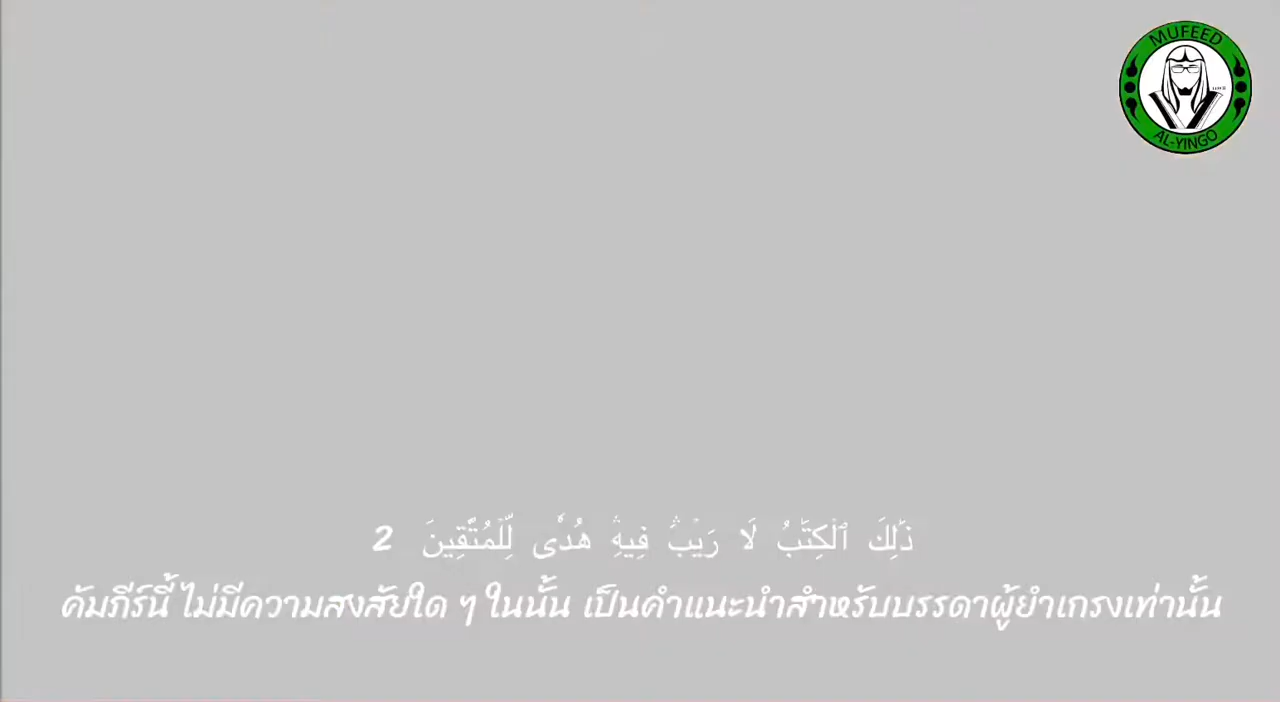 MUFEED
AL-YINGO
ذَٰلِكَ ٱلْكِتَٰبُ لَا رَيْبَۛ فِيهِۛ هُدًى لِّلْمُتَّقِينَ 2
คัมภีร์นี้ ไม่มีความสงสัยใด ๆ ในนั้น เป็นคำแนะนำสำหรับบรรดาผู้ยำเกรงเท่านั้น